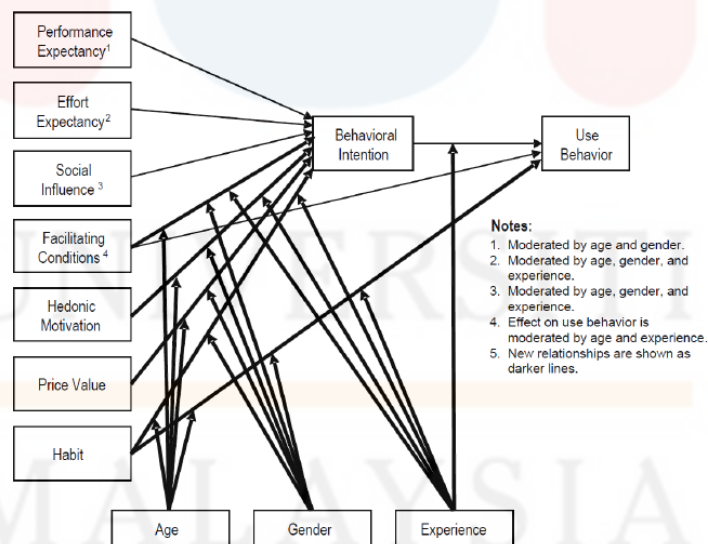 Performance
Expectancy¹
Effort
Expectancy²
Social
Influence ³
Facilitating
Conditions ⁴
Hedonic
Motivation
Price Value
Habit
Behavioral
Intention
Use
Behavior
Notes:
1. Moderated by age and gender.
2. Moderated by age, gender, and
experience.
3. Moderated by age, gender, and
experience.
4. Effect on use behavior is
moderated by age and experience.
5. New relationships are shown as
darker lines.
Age
Gender
Experience
UNIVERSITI
MALAYSIA